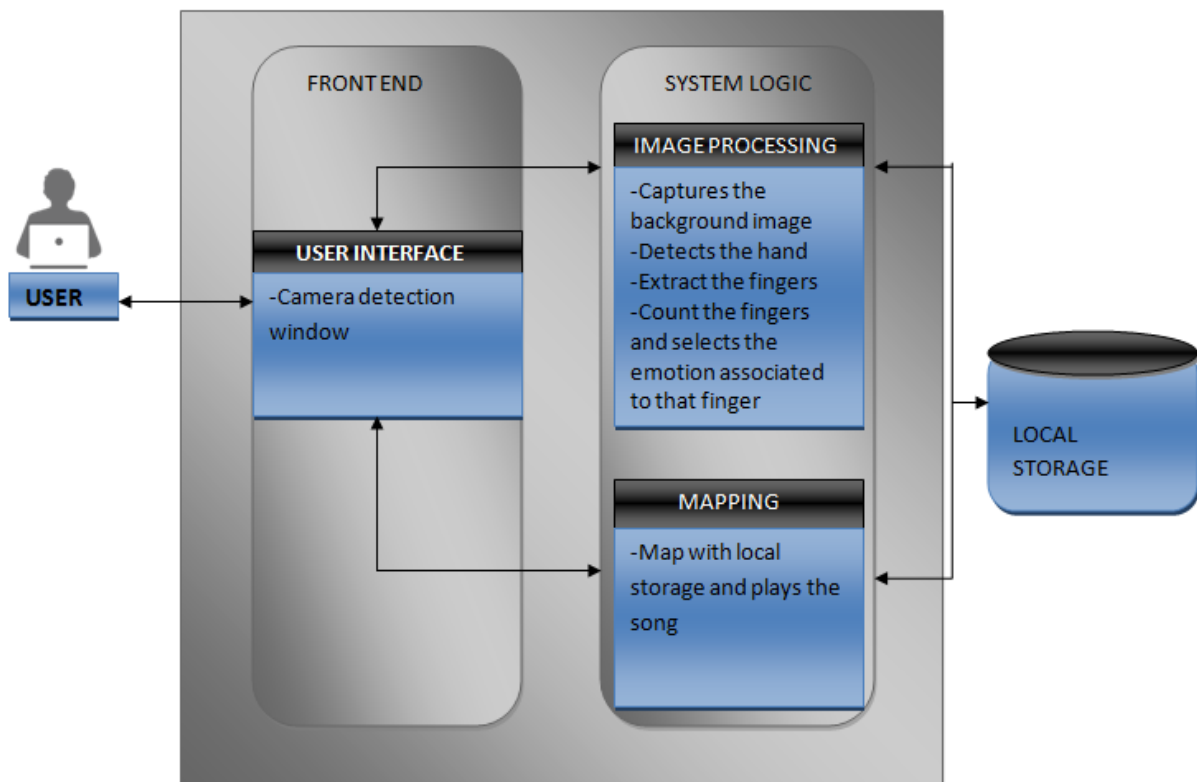 FRONT END
SYSTEM LOGIC
IMAGE PROCESSING
-Captures the
background image
-Detects the hand
-Extract the fingers
-Count the fingers
and selects the
emotion associated
to that finger
USER INTERFACE
-Camera detection
window
USER
LOCAL
STORAGE
MAPPING
-Map with local
storage and plays the
song